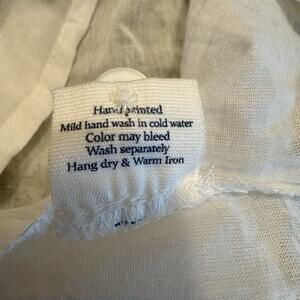 Hand printed
Mild hand wash in cold water
Color may bleed
Wash separately
Hang dry & Warm Iron